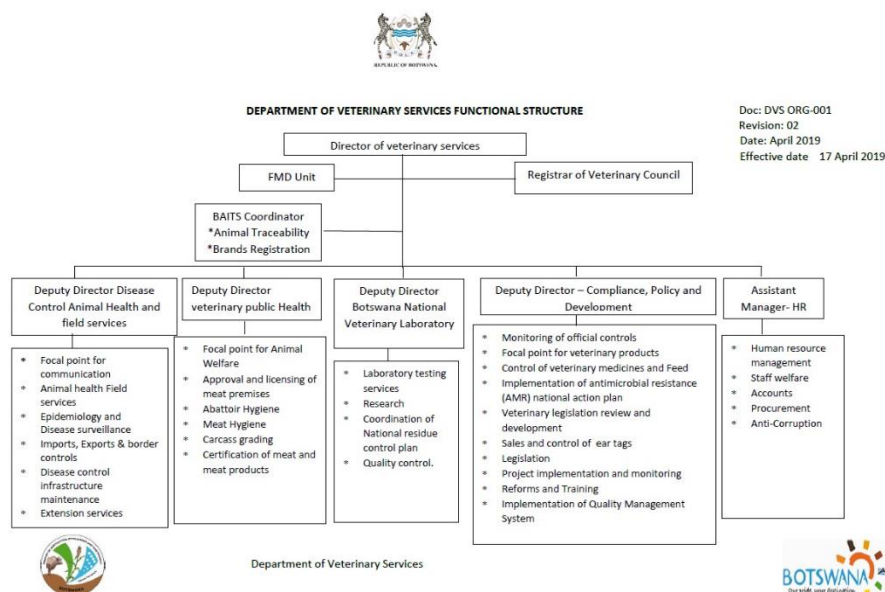 REPUBLIC OF BOTSWANA
DEPARTMENT OF VETERINARY SERVICES FUNCTIONAL STRUCTURE
Doc: DVS ORG-001
Revision: 02
Date: April 2019
Effective date 17 April 2019
Director of veterinary services
FMD Unit
Registrar of Veterinary Council
BAITS Coordinator
*Animal Traceability
*Brands Registration
Deputy Director Disease
Control Animal Health and
field services
* Focal point for
communication
* Animal health Field
services
* Epidemiology and
Disease surveillance
* Imports, Exports & border
controls
* Disease control
infrastructure
maintenance
* Extension services
Deputy Director
veterinary public Health
* Focal point for Animal
Welfare
* Approval and licensing of
meat premises
* Abattoir Hygiene
* Meat Hygiene
* Carcass grading
* Certification of meat and
meat products
Deputy Director
Botswana National
Veterinary Laboratory
* Laboratory testing
services
* Research
* Coordination of
National residue
control plan
* Quality control.
Deputy Director – Compliance, Policy and
Development
* Monitoring of official controls
* Focal point for veterinary products
* Control of veterinary medicines and Feed
* Implementation of antimicrobial resistance
(AMR) national action plan
* Veterinary legislation review and
development
* Sales and control of ear tags
* Legislation
* Project implementation and monitoring
* Reforms and Training
* Implementation of Quality Management
System
Assistant
Manager- HR
* Human resource
management
* Staff welfare
* Accounts
* Procurement
* Anti-Corruption
Department of Veterinary Services
BOTSWANA
Our pride, your destination